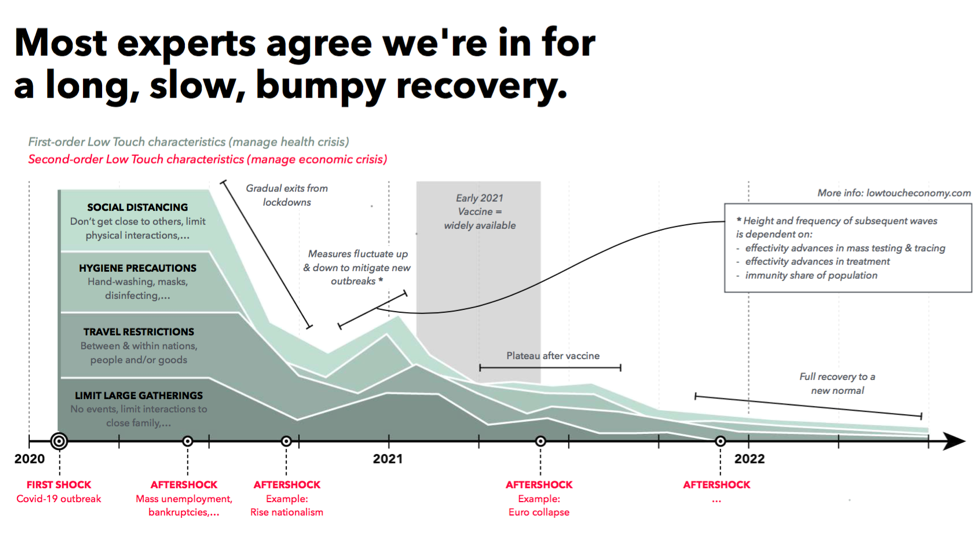 Most experts agree we're in for
a long, slow, bumpy recovery.
First-order Low Touch characteristics (manage health crisis)
Second-order Low Touch characteristics (manage economic crisis)
SOCIAL DISTANCING
Don't get close to others, limit
physical interactions,...
HYGIENE PRECAUTIONS
Hand-washing, masks,
disinfecting,...
TRAVEL RESTRICTIONS
Between & within nations,
people and/or goods
LIMIT LARGE GATHERINGS
No events, limit interactions to
close family,...
Gradual exits from
lockdowns
Measures fluctuate up
& down to mitigate new
outbreaks *
Early 2021
Vaccine =
widely available
Plateau after vaccine
More info: lowtoucheconomy.com
* Height and frequency of subsequent waves
is dependent on:
- effectivity advances in mass testing & tracing
- effectivity advances in treatment
- immunity share of population
Full recovery to a
new normal
2020
2021
2022
FIRST SHOCK
Covid-19 outbreak
AFTERSHOCK
Mass unemployment,
bankruptcies,...
AFTERSHOCK
Example:
Rise nationalism
AFTERSHOCK
Example:
Euro collapse
AFTERSHOCK
...